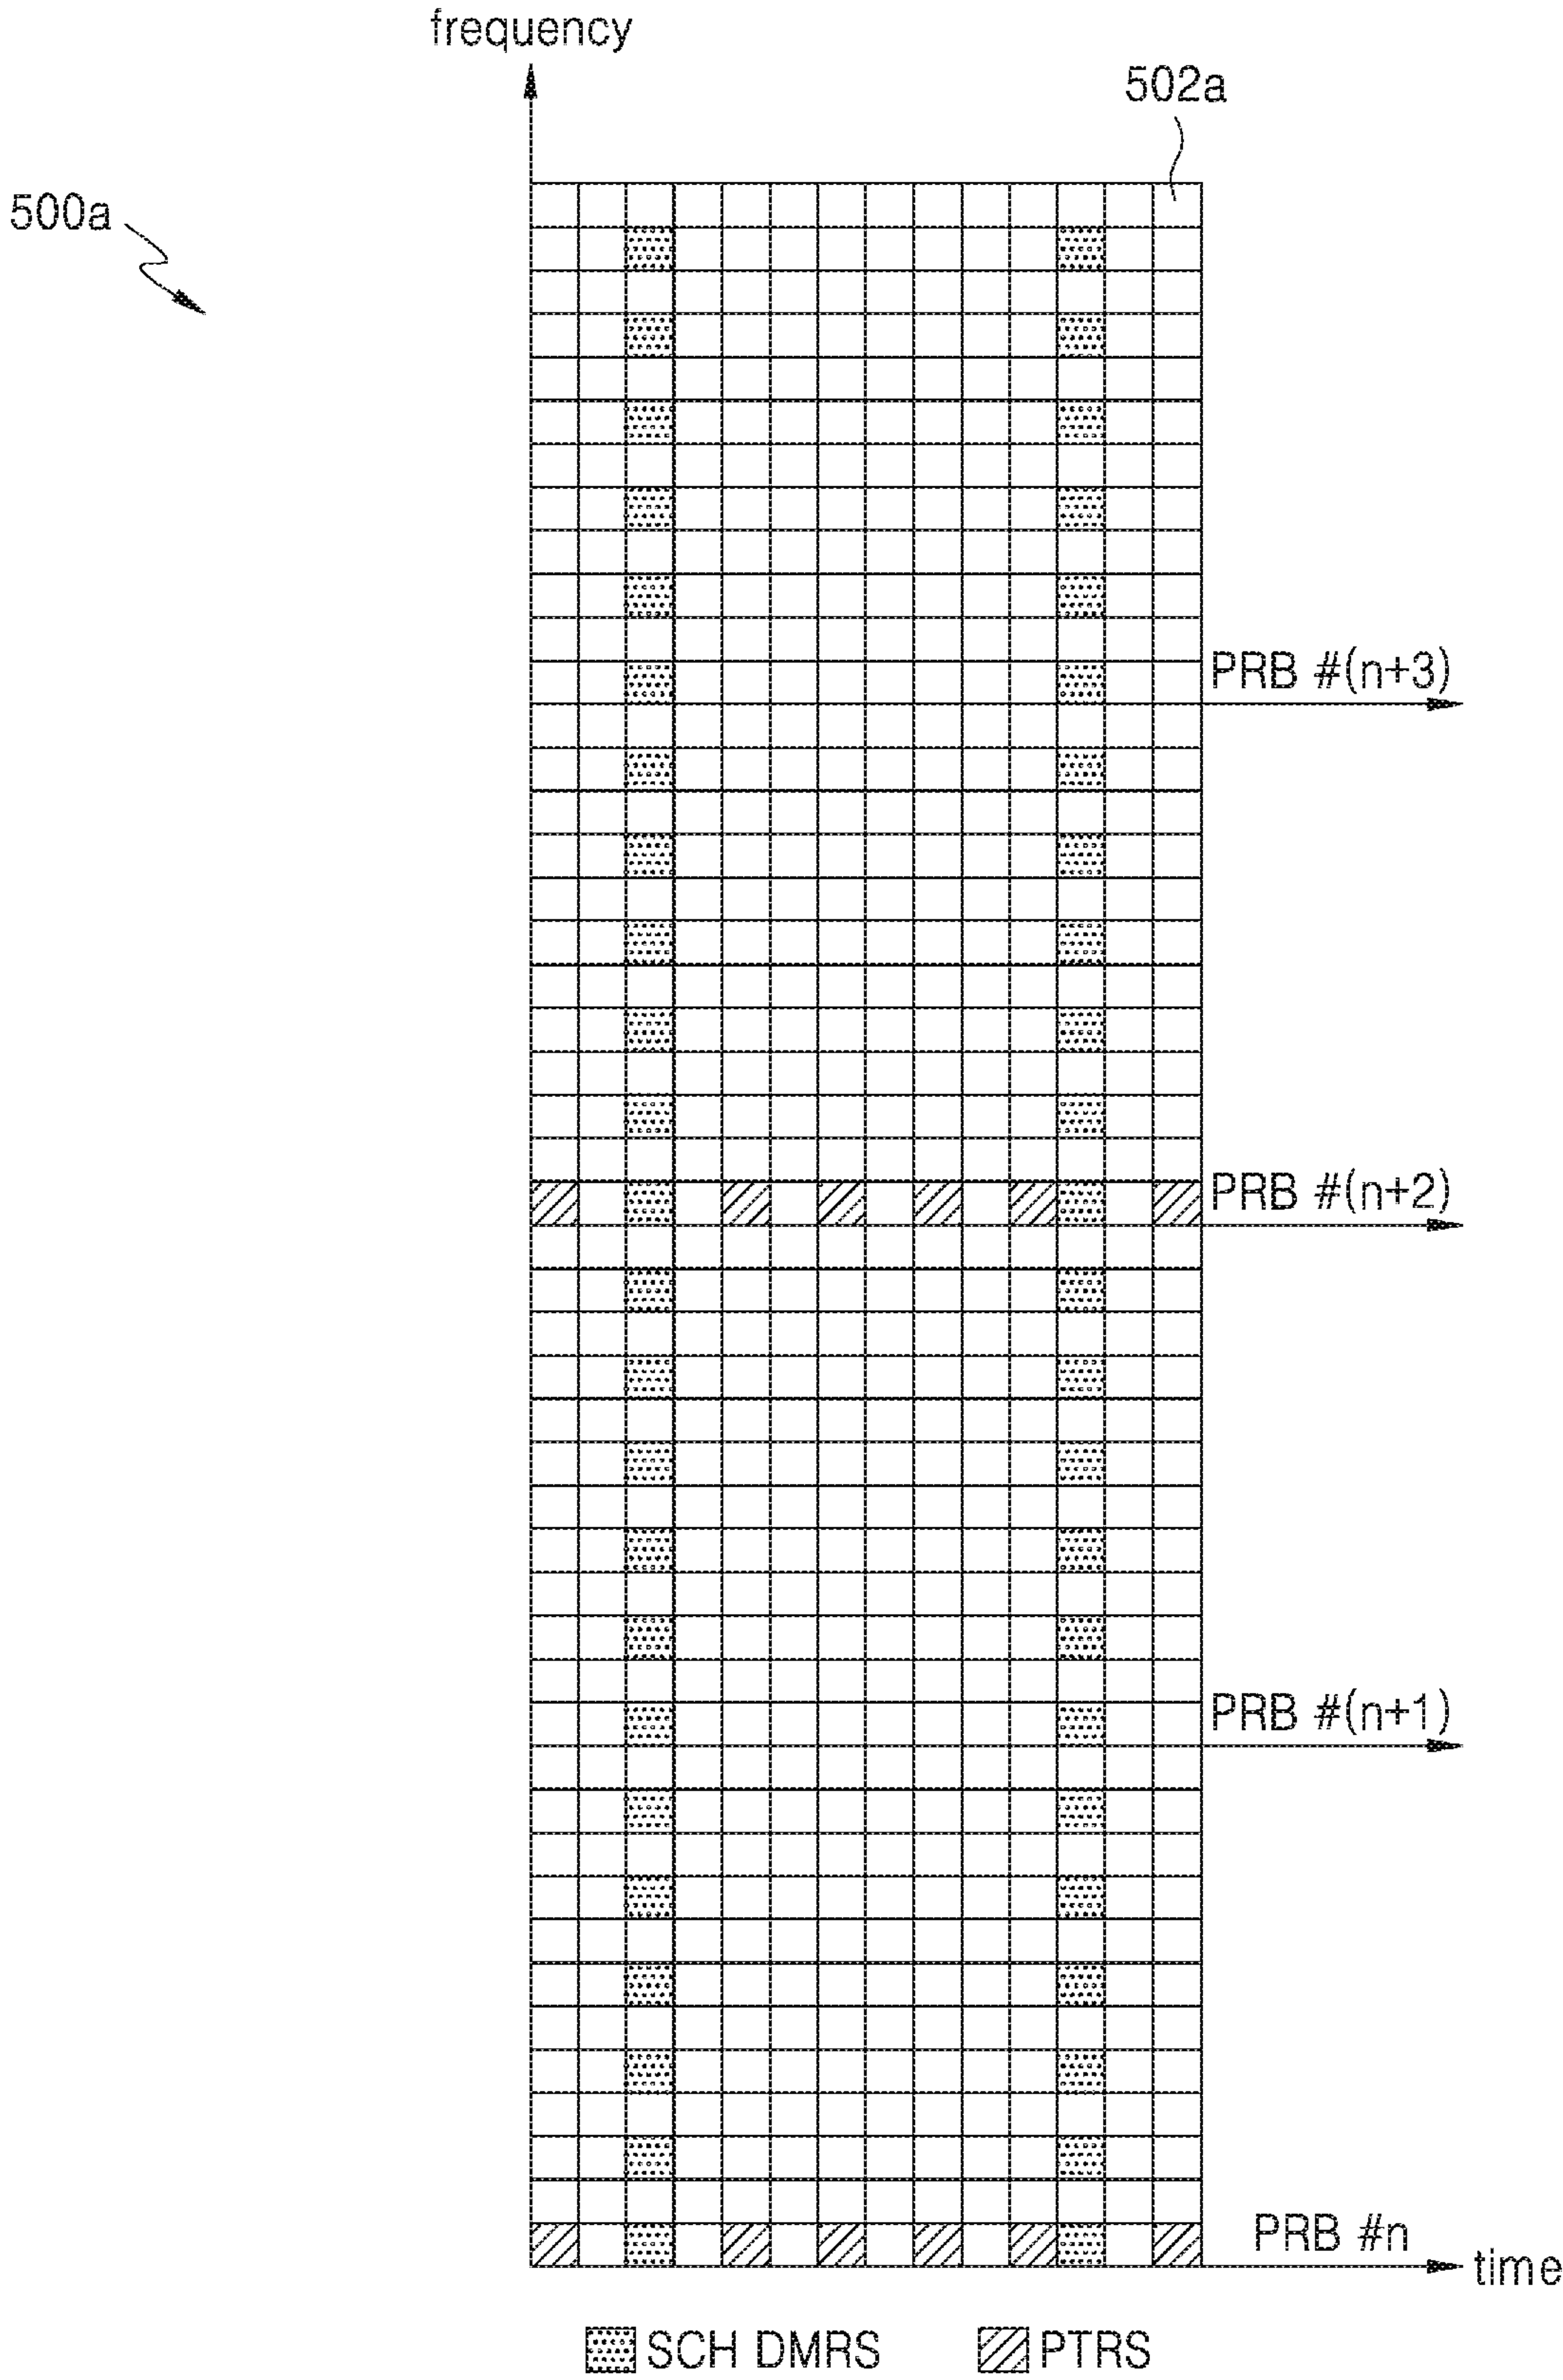 frequency
502a
500a
PRB #(n+3)
PRB #(n+2)
PRB #(n+1)
PRB #n
time
SCH DMRS
PTRS